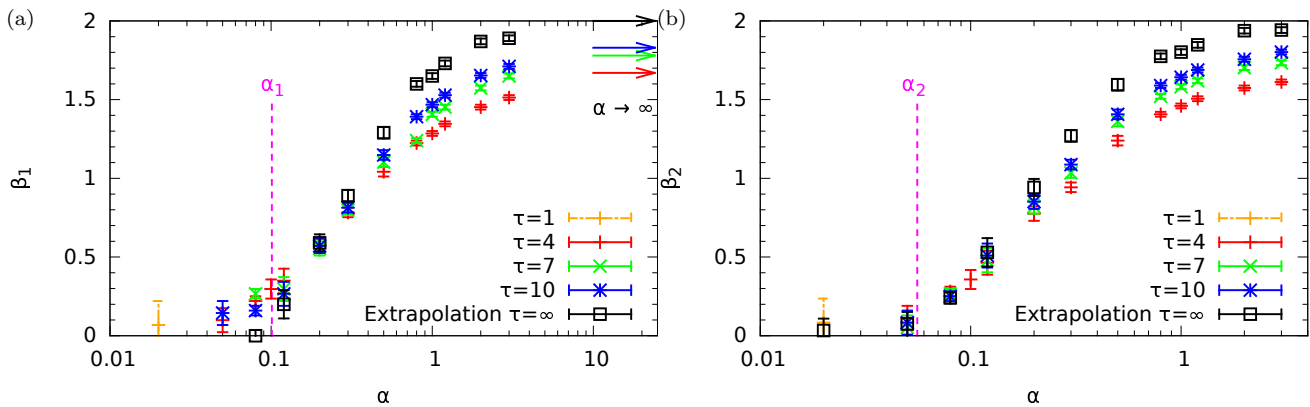 (a)
2
1.5
1
0.5
0
β1
α1
α → ∞
τ=1
τ=4
τ=7
τ=10
Extrapolation τ=∞
0.01 0.1 1 10
α
(b)
2
1.5
1
0.5
0
β2
α2
τ=1
τ=4
τ=7
τ=10
Extrapolation τ=∞
0.01 0.1 1
α